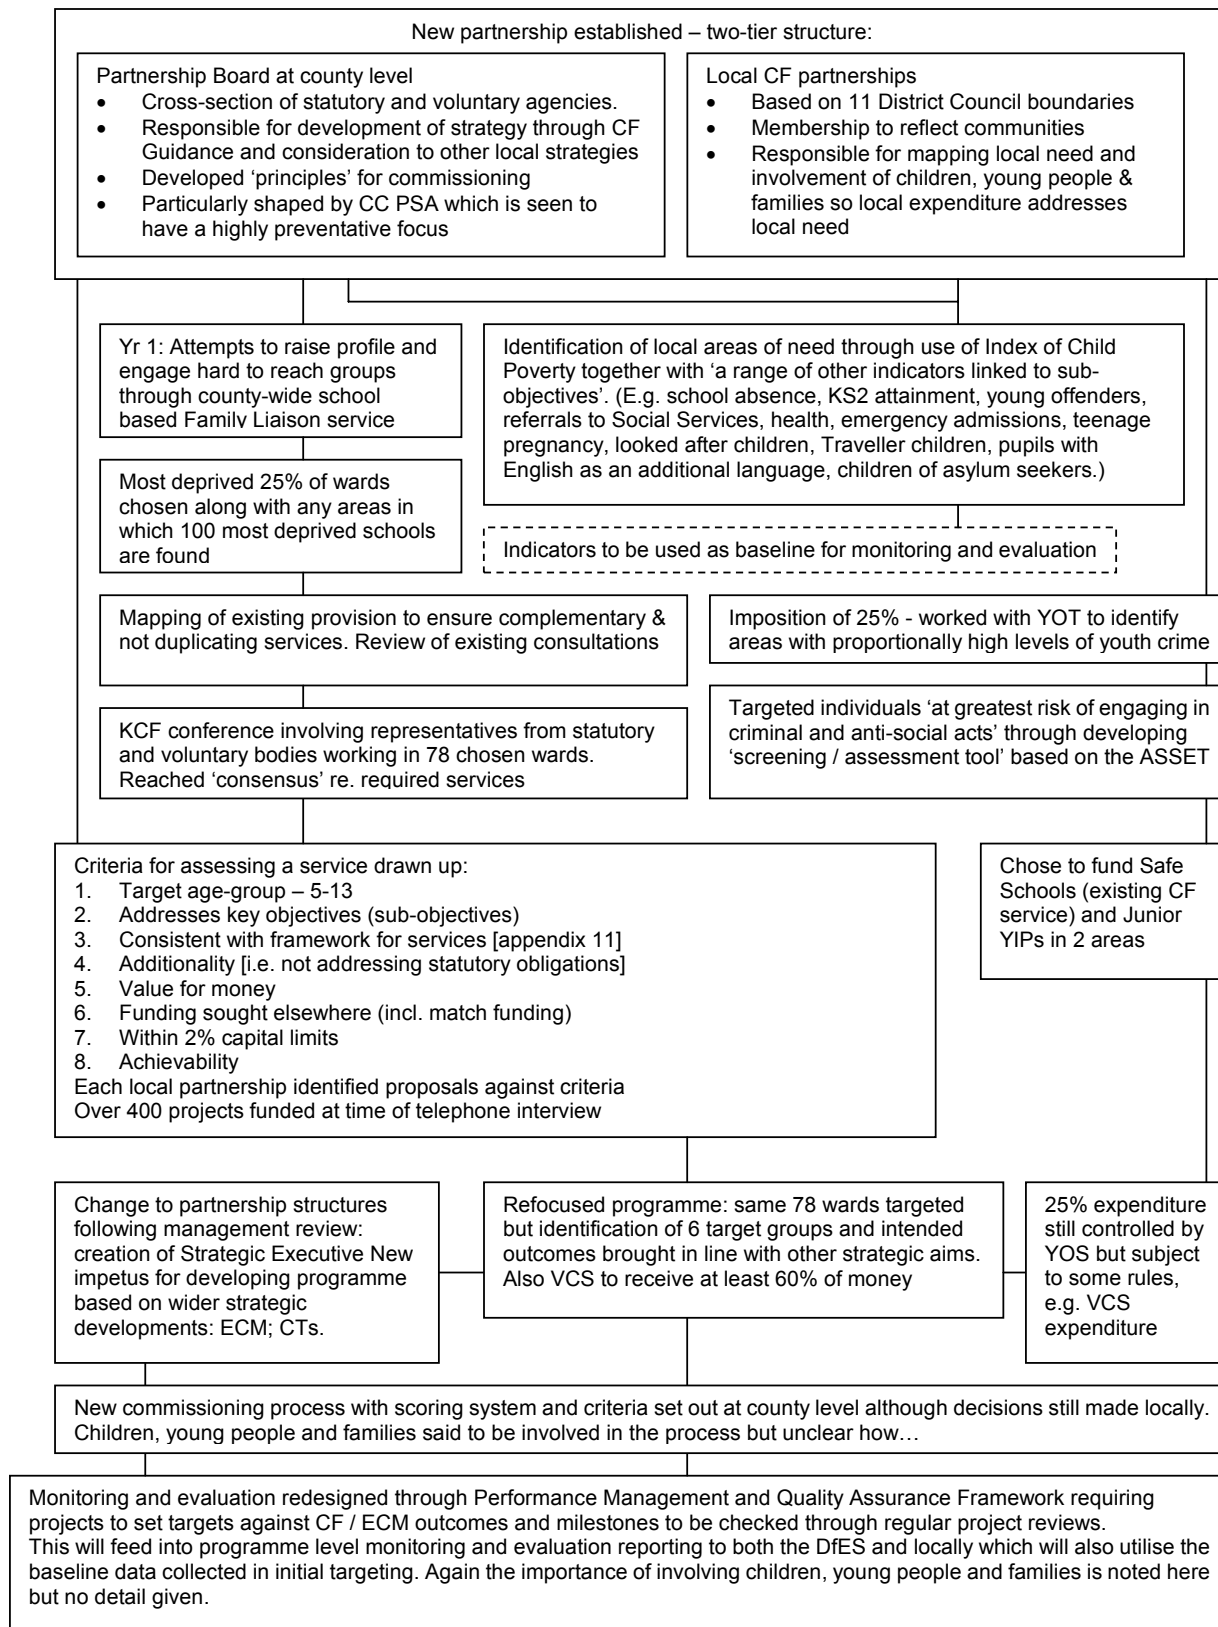 New partnership established – two-tier structure:
Partnership Board at county level
• Cross-section of statutory and voluntary agencies.
• Responsible for development of strategy through CF
Guidance and consideration to other local strategies
• Developed ‘principles’ for commissioning
• Particularly shaped by CC PSA which is seen to
have a highly preventative focus
Local CF partnerships
• Based on 11 District Council boundaries
• Membership to reflect communities
• Responsible for mapping local need and
involvement of children, young people &
families so local expenditure addresses
local need
Yr 1: Attempts to raise profile and
engage hard to reach groups
through county-wide school
based Family Liaison service
Identification of local areas of need through use of Index of Child
Poverty together with ‘a range of other indicators linked to sub-
objectives’. (E.g. school absence, KS2 attainment, young offenders,
referrals to Social Services, health, emergency admissions, teenage
pregnancy, looked after children, Traveller children, pupils with
English as an additional language, children of asylum seekers.)
Most deprived 25% of wards
chosen along with any areas in
which 100 most deprived schools
are found
Indicators to be used as baseline for monitoring and evaluation
Mapping of existing provision to ensure complementary &
not duplicating services. Review of existing consultations
Imposition of 25% - worked with YOT to identify
areas with proportionally high levels of youth crime
KCF conference involving representatives from statutory
and voluntary bodies working in 78 chosen wards.
Reached ‘consensus’ re. required services
Targeted individuals ‘at greatest risk of engaging in
criminal and anti-social acts’ through developing
‘screening / assessment tool’ based on the ASSET
Criteria for assessing a service drawn up:
1. Target age-group – 5-13
2. Addresses key objectives (sub-objectives)
3. Consistent with framework for services [appendix 11]
4. Additionality [i.e. not addressing statutory obligations]
5. Value for money
6. Funding sought elsewhere (incl. match funding)
7. Within 2% capital limits
8. Achievability
Each local partnership identified proposals against criteria
Over 400 projects funded at time of telephone interview
Chose to fund Safe
Schools (existing CF
service) and Junior
YIPs in 2 areas
Change to partnership structures
following management review:
creation of Strategic Executive New
impetus for developing programme
based on wider strategic
developments: ECM; CTs.
Refocused programme: same 78 wards targeted
but identification of 6 target groups and intended
outcomes brought in line with other strategic aims.
Also VCS to receive at least 60% of money
25% expenditure
still controlled by
YOS but subject
to some rules,
e.g. VCS
expenditure
New commissioning process with scoring system and criteria set out at county level although decisions still made locally.
Children, young people and families said to be involved in the process but unclear how…
Monitoring and evaluation redesigned through Performance Management and Quality Assurance Framework requiring
projects to set targets against CF / ECM outcomes and milestones to be checked through regular project reviews.
This will feed into programme level monitoring and evaluation reporting to both the DfES and locally which will also utilise the
baseline data collected in initial targeting. Again the importance of involving children, young people and families is noted here
but no detail given.